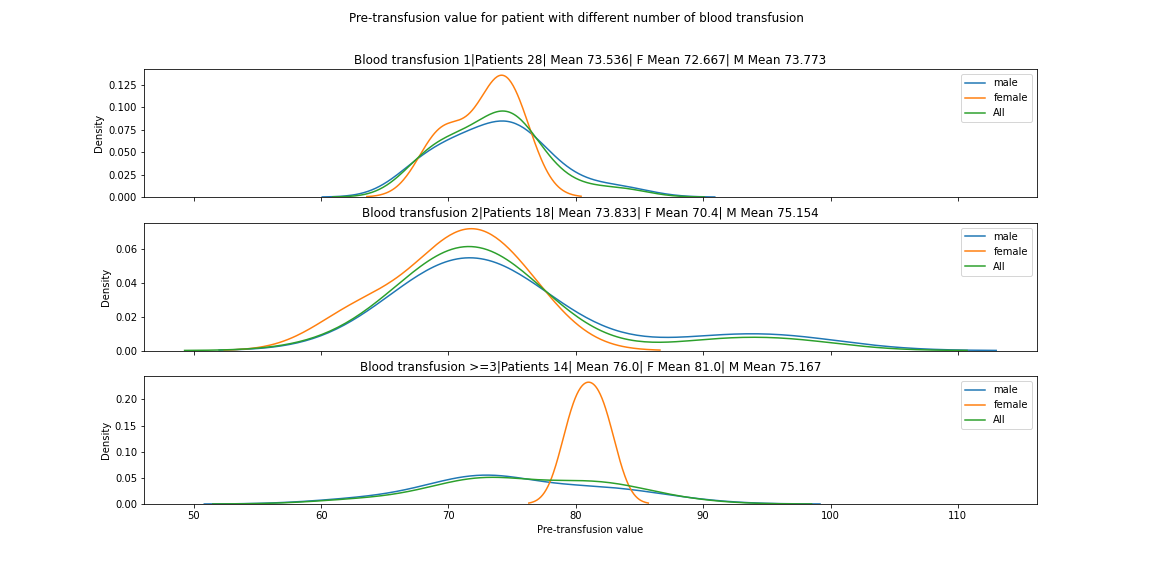 Pre-transfusion value for patient with different number of blood transfusion
Blood transfusion 1|Patients 28| Mean 73.536| F Mean 72.667| M Mean 73.773
Density
0.125
0.100
0.075
0.050
0.025
0.000
male
female
All
Blood transfusion 2|Patients 18| Mean 73.833| F Mean 70.4| M Mean 75.154
Density
0.06
0.04
0.02
0.00
male
female
All
Blood transfusion >=3|Patients 14| Mean 76.0| F Mean 81.0| M Mean 75.167
Density
0.20
0.15
0.10
0.05
0.00
male
female
All
50 60 70 80 90 100 110
Pre-transfusion value